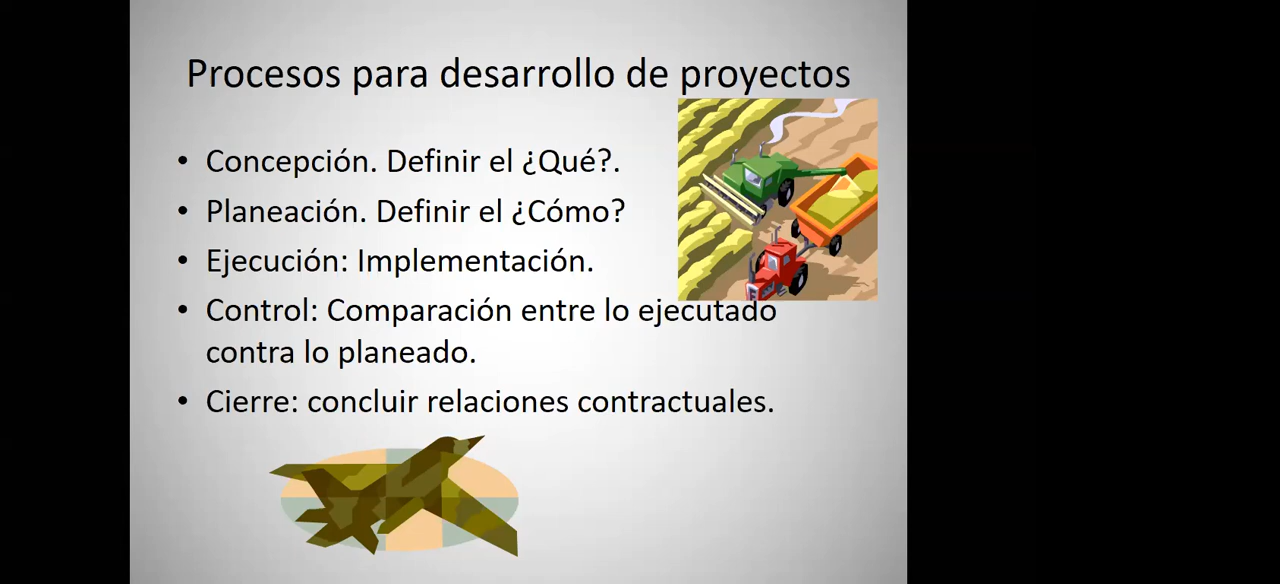 Procesos para desarrollo de proyectos
• Concepción. Definir el ¿Qué?.
• Planeación. Definir el ¿Cómo?
• Ejecución: Implementación.
• Control: Comparación entre lo ejecutado
contra lo planeado.
• Cierre: concluir relaciones contractuales.